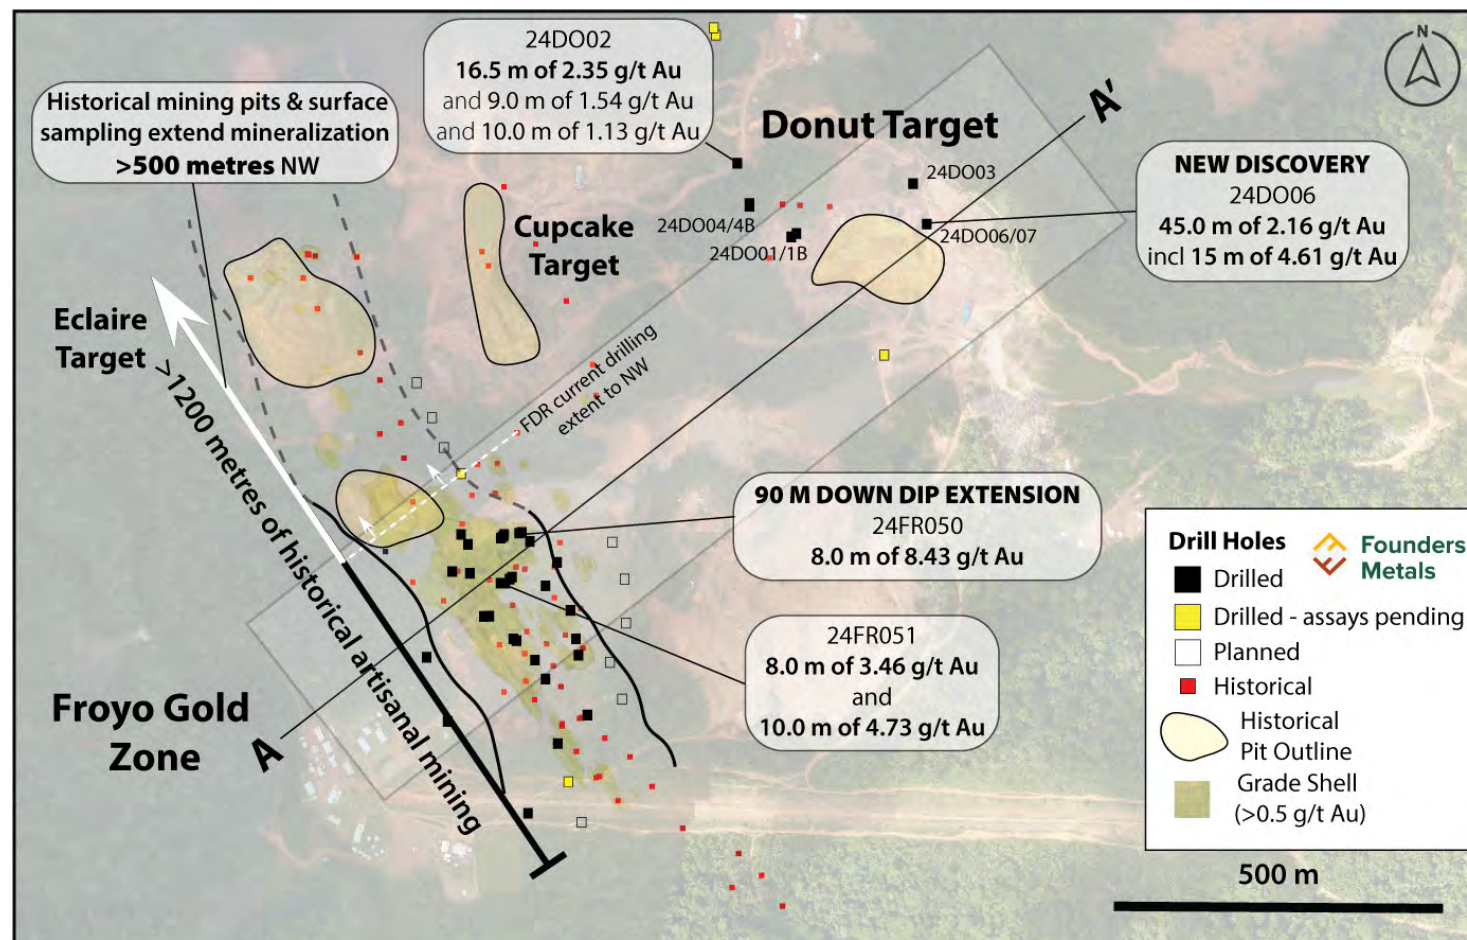 24DO02
16.5 m of 2.35 g/t Au
and 9.0 m of 1.54 g/t Au
and 10.0 m of 1.13 g/t Au
N
Historical mining pits & surface
sampling extend mineralization
>500 metres NW
Donut Target
A'
24DO03
NEW DISCOVERY
24DO06
45.0 m of 2.16 g/t Au
incl 15 m of 4.61 g/t Au
24DO04/4B
24DO01/1B
24DO06/07
Cupcake
Target
Eclaire
Target
FDR current drilling
extent to NW
>1200 metres of historical artisanal mining
90 M DOWN DIP EXTENSION
24FR050
8.0 m of 8.43 g/t Au
24FR051
8.0 m of 3.46 g/t Au
and
10.0 m of 4.73 g/t Au
Froyo Gold
Zone
A
Drill Holes
Founders
Metals
Drilled
Drilled - assays pending
Planned
Historical
Historical
Pit Outline
Grade Shell
(>0.5 g/t Au)
500 m